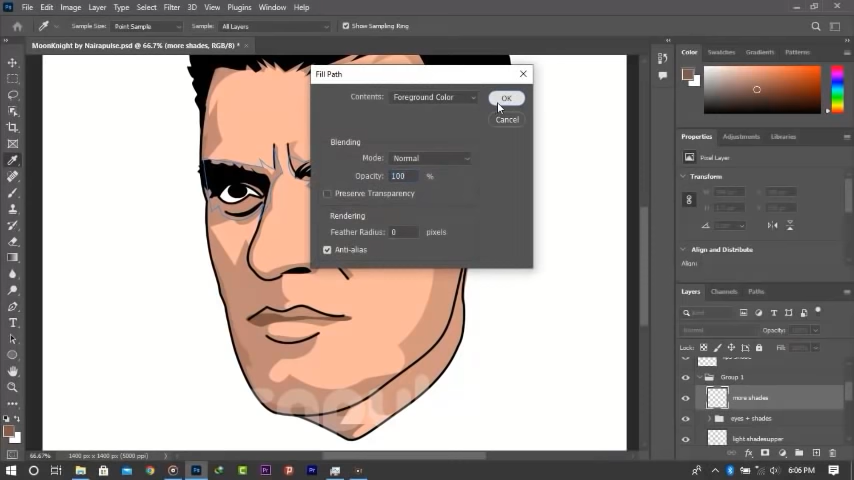 File Edit Image Layer Type Select Filter 3D View Plugins Window Help
Sample Size: Point Sample Sample: All Layers Show Sampling Ring
MoonKnight by Nairapulse.psd @ 66.7% (more shades, RGB/8) *
Fill Path
Contents: Foreground Color
OK
Cancel
Blending
Mode: Normal
Opacity: 100 %
Preserve Transparency
Rendering
Feather Radius: 0 pixels
Anti-alias
Color Swatches Gradients Patterns
Properties Adjustments Libraries
Pixel Layer
Transform
Align and Distribute
Align:
Layers Channels Paths
Normal Opacity:
Lock: Fill:
Group 1
more shades
eyes + shades
light shadesupper
66.67% 1400 px x 1400 px (5000 ppi)
6:06 PM